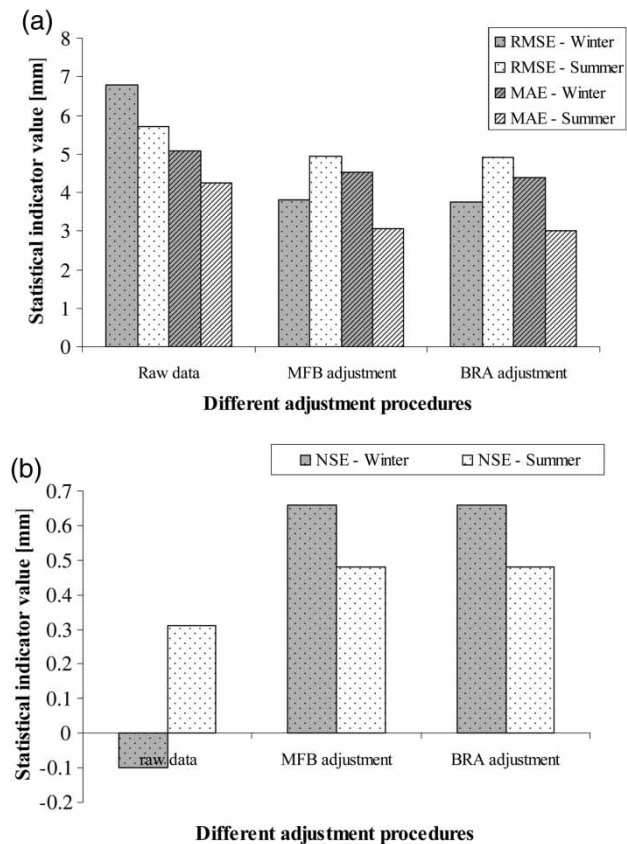 (a)
Statistical indicator value [mm]
8
7
6
5
4
3
2
1
0
RMSE - Winter
RMSE - Summer
MAE - Winter
MAE - Summer
Raw data
MFB adjustment
BRA adjustment
Different adjustment procedures
(b)
NSE - Winter
NSE - Summer
Statistical indicator value [mm]
0.7
0.6
0.5
0.4
0.3
0.2
0.1
0
-0.1
-0.2
raw data
MFB adjustment
BRA adjustment
Different adjustment procedures